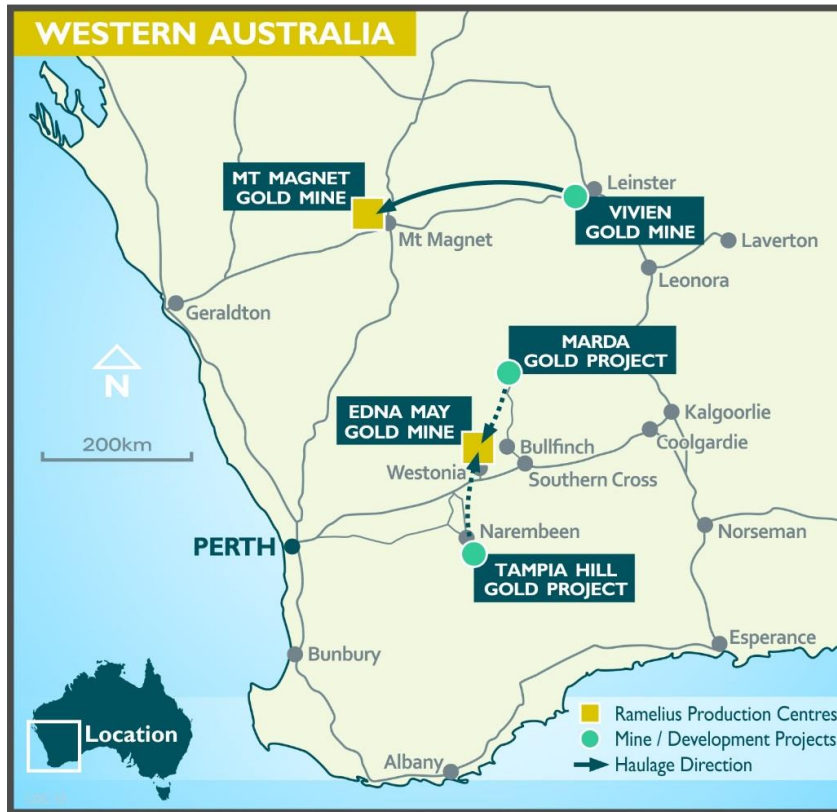 WESTERN AUSTRALIA
MT MAGNET
GOLD MINE
Leinster
VIVIEN
GOLD MINE
Mt Magnet
Laverton
Leonora
Geraldton
MARDA
GOLD PROJECT
N
EDNA MAY
GOLD MINE
Kalgoorlie
Coolgardie
200km
Bullfinch
Westonia
Southern Cross
Norseman
PERTH
Narembeen
TAMPIA HILL
GOLD PROJECT
Esperance
Bunbury
Location
Ramelius Production Centres
Mine / Development Projects
Haulage Direction
Albany